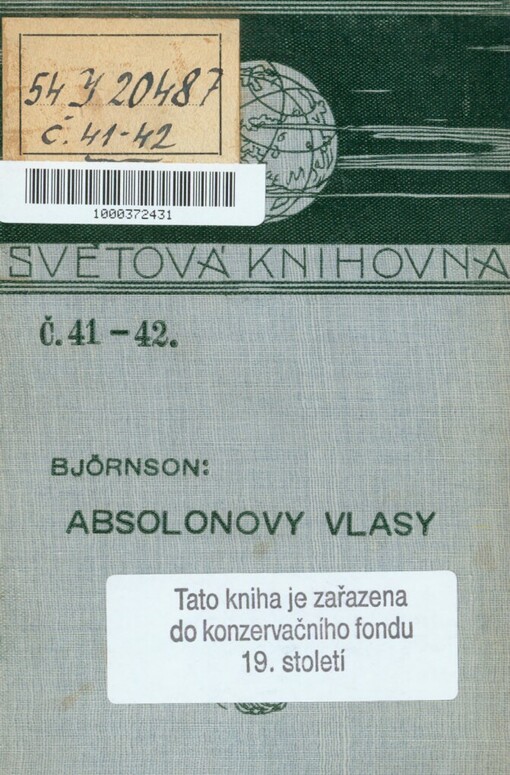 54 Y 20487
č. 41-42
1000372431
SVĚTOVÁ KNIHOVNA
Č. 41 – 42.
BJÖRNSON:
ABSOLONOVY VLASY
Tato kniha je zařazena
do konzervačního fondu
19. století